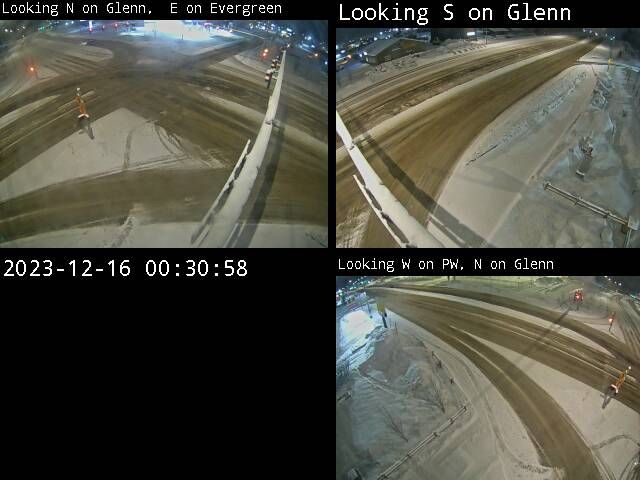 Looking N on Glenn, E on Evergreen
Looking S on Glenn
2023-12-16 00:30:58
Looking W on PW, N on Glenn